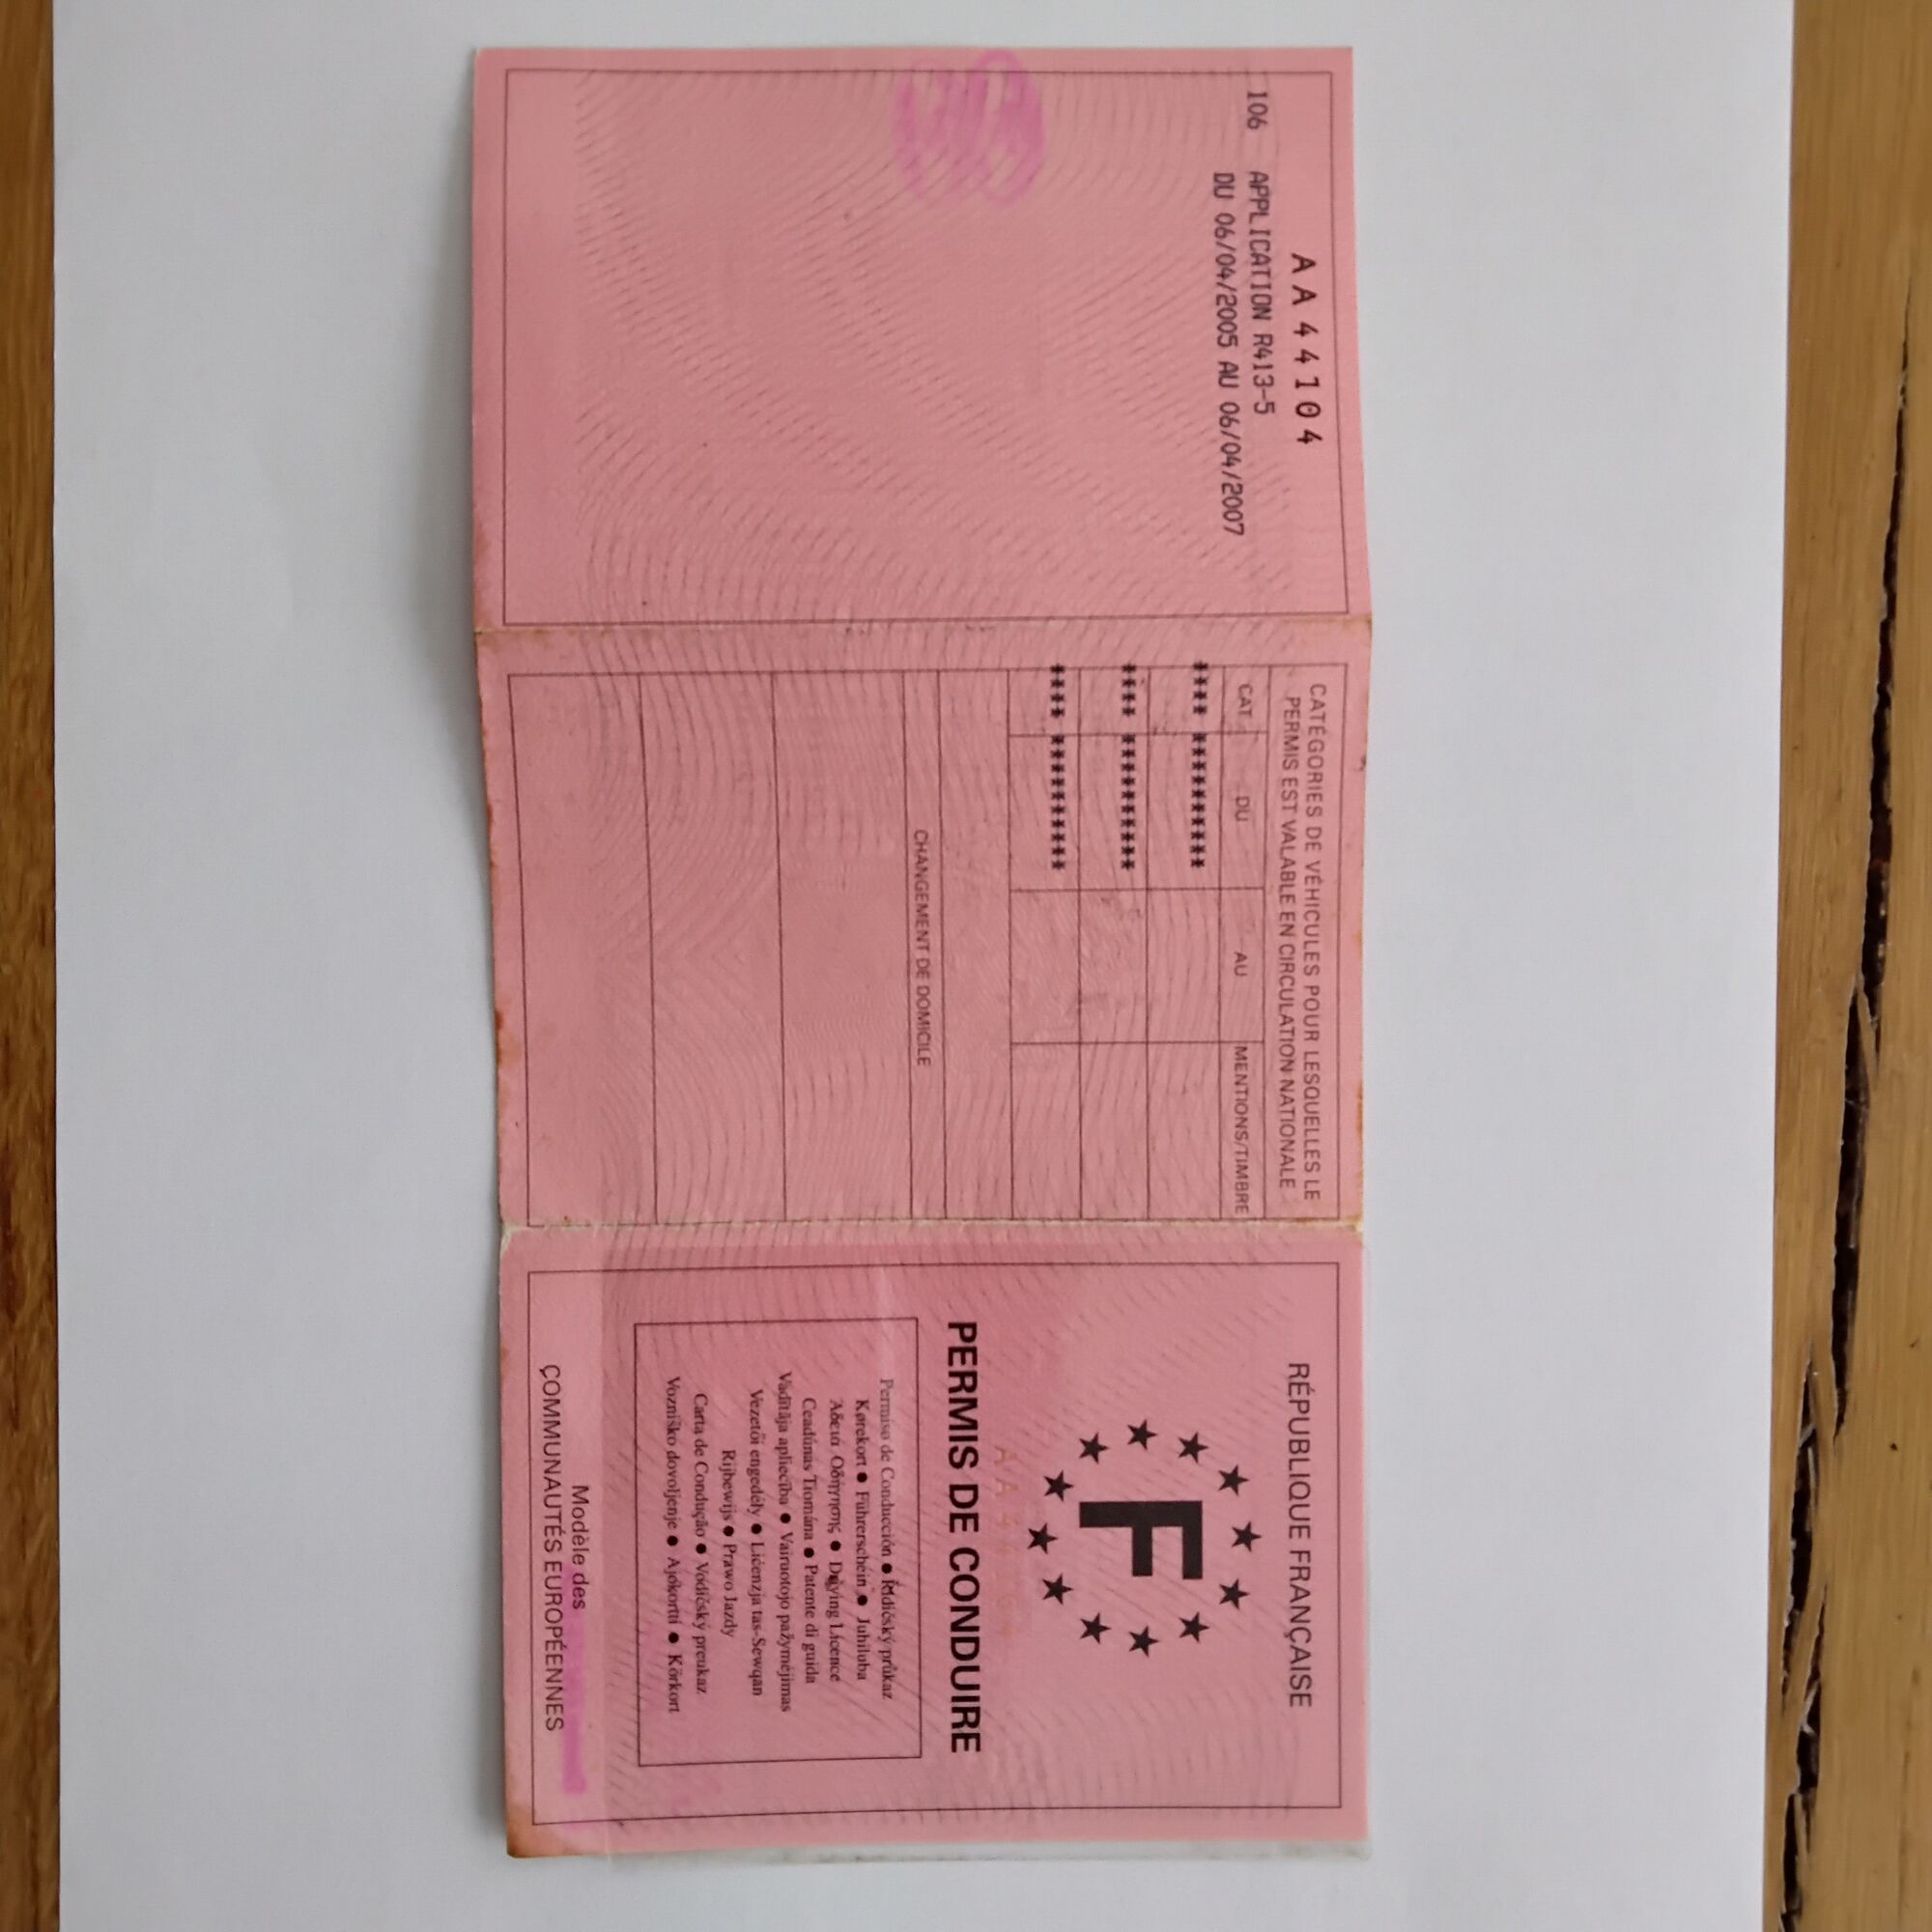 AA44104
106 APPLICATION R413-5
DU 06/04/2005 AU 06/04/2007
CATÉGORIES DE VÉHICULES POUR LESQUELLES LE
PERMIS EST VALABLE EN CIRCULATION NATIONALE
CAT DU AU MENTIONS/TIMBRE
**** **********
**** **********
**** **********
CHANGEMENT DE DOMICILE
RÉPUBLIQUE FRANÇAISE
F
PERMIS DE CONDUIRE
Permiso de Conducción ● Řidičský průkaz
Kørekort ● Führerschein ● Juhiluba
Άδεια Οδήγησης ● Driving Licence
Ceadúnas Tiomána ● Patente di guida
Vadītāja apliecība ● Vairuotojo pažymėjimas
Vezetői engedély ● Liċenzja tas-Sewqan
Rijbewijs ● Prawo Jazdy
Carta de Condução ● Vodičský preukaz
Vozniško dovoljenje ● Ajokortti ● Körkort
Modèle des
COMMUNAUTÉS EUROPÉENNES